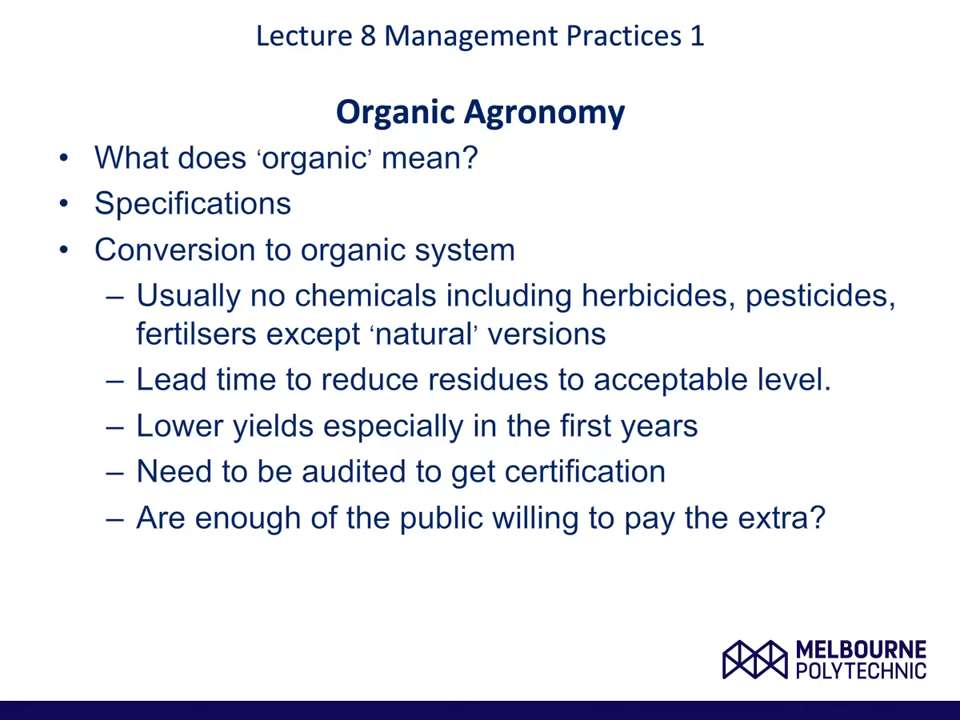 Lecture 8 Management Practices 1
Organic Agronomy
• What does ‘organic’ mean?
• Specifications
• Conversion to organic system
– Usually no chemicals including herbicides, pesticides,
fertilsers except ‘natural’ versions
– Lead time to reduce residues to acceptable level.
– Lower yields especially in the first years
– Need to be audited to get certification
– Are enough of the public willing to pay the extra?
MELBOURNE
POLYTECHNIC